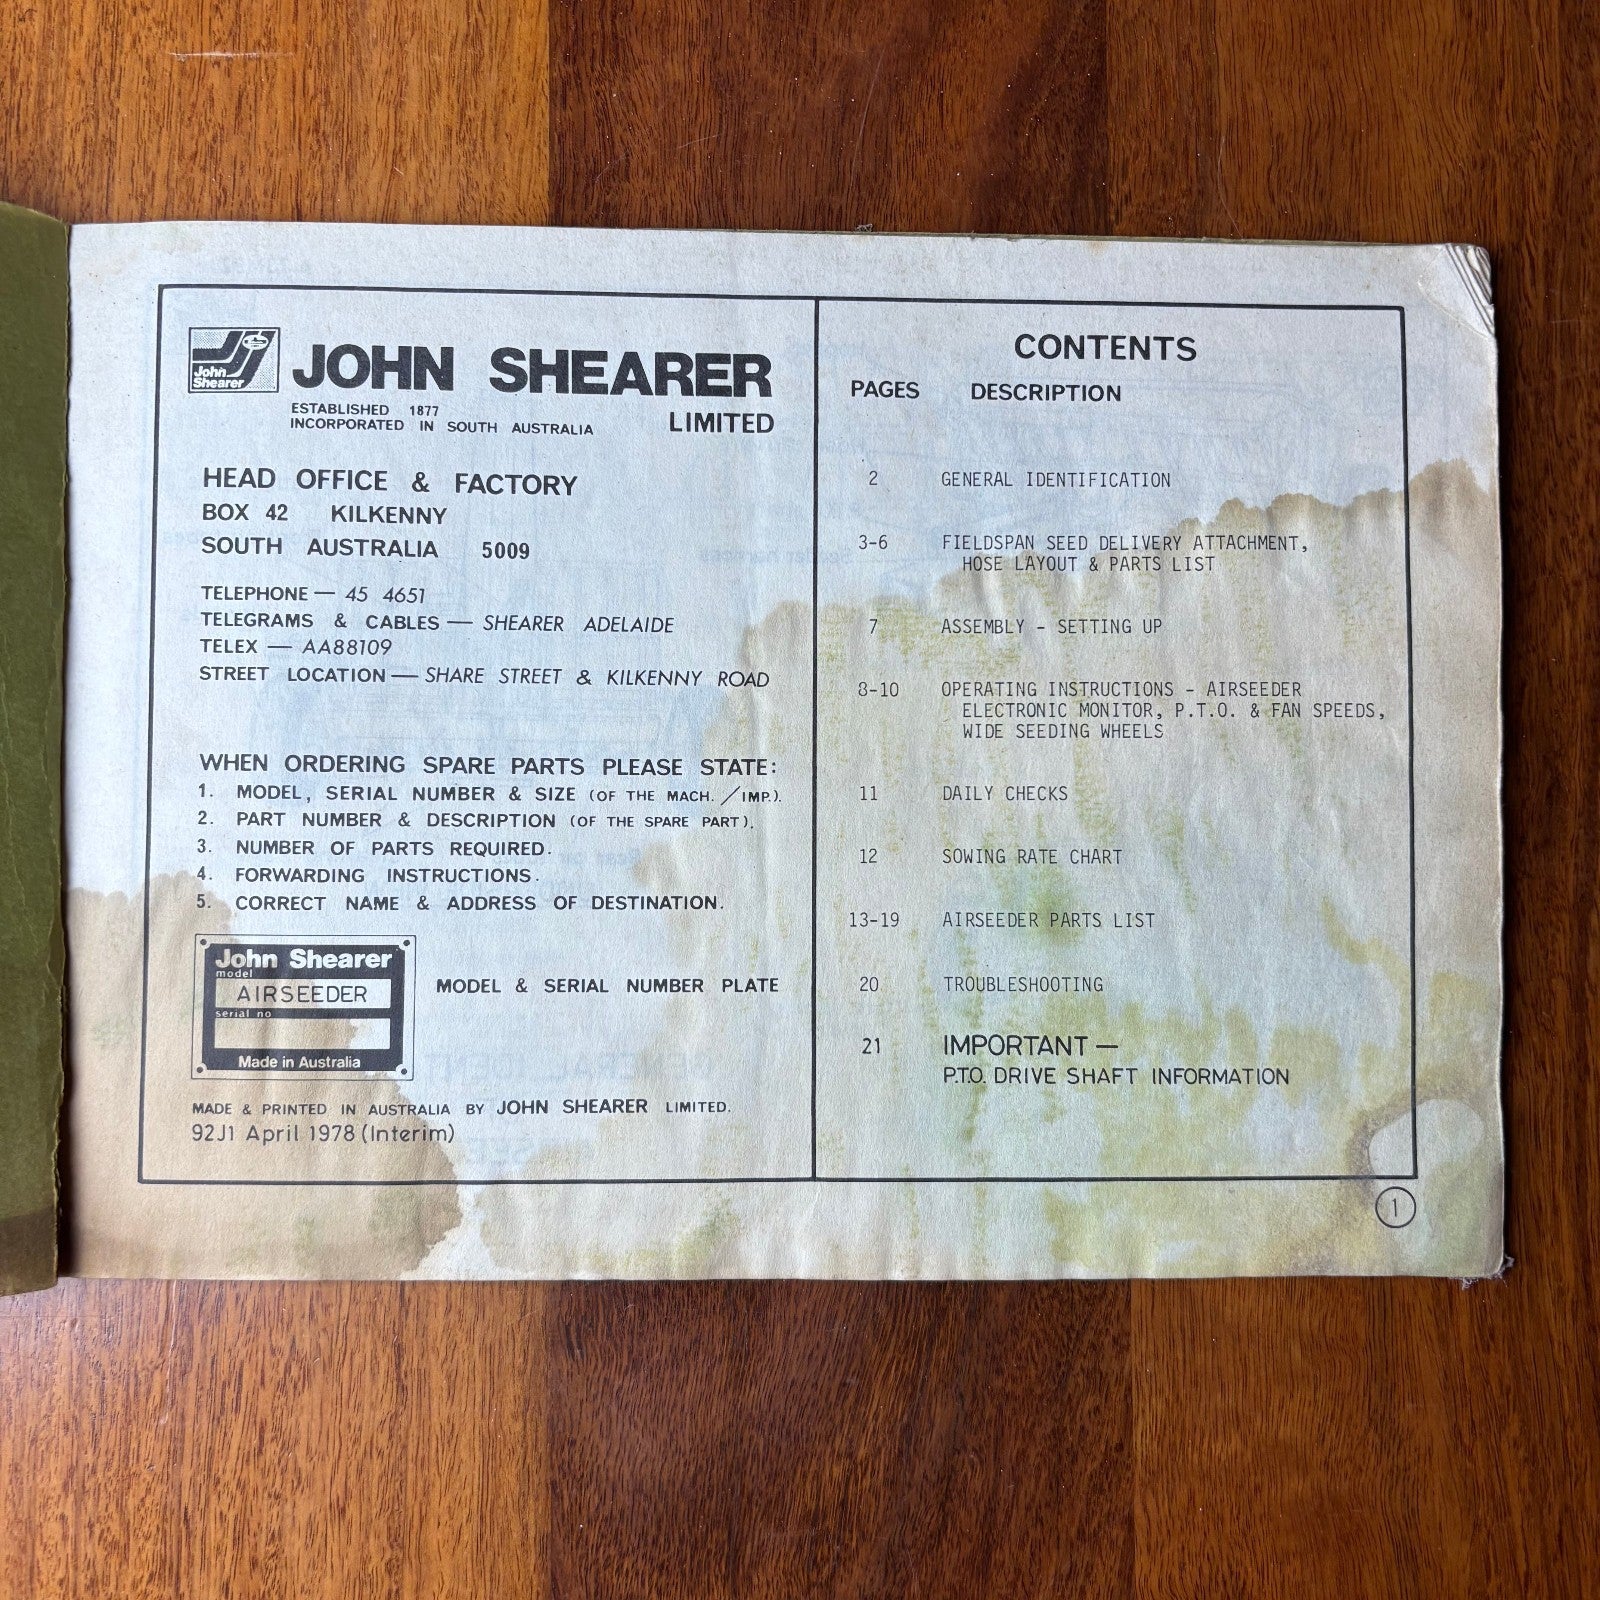 John
Shearer
JOHN SHEARER
LIMITED
ESTABLISHED 1877
INCORPORATED IN SOUTH AUSTRALIA
HEAD OFFICE & FACTORY
BOX 42 KILKENNY
SOUTH AUSTRALIA 5009
TELEPHONE — 45 4651
TELEGRAMS & CABLES — SHEARER ADELAIDE
TELEX — AA88109
STREET LOCATION — SHARE STREET & KILKENNY ROAD
WHEN ORDERING SPARE PARTS PLEASE STATE:
1. MODEL, SERIAL NUMBER & SIZE (OF THE MACH./IMP.).
2. PART NUMBER & DESCRIPTION (OF THE SPARE PART).
3. NUMBER OF PARTS REQUIRED.
4. FORWARDING INSTRUCTIONS.
5. CORRECT NAME & ADDRESS OF DESTINATION.
John Shearer
model
AIRSEEDER
serial no
Made in Australia
MODEL & SERIAL NUMBER PLATE
MADE & PRINTED IN AUSTRALIA BY JOHN SHEARER LIMITED.
92J1 April 1978 (Interim)
CONTENTS
PAGES DESCRIPTION
2 GENERAL IDENTIFICATION
3-6 FIELDSPAN SEED DELIVERY ATTACHMENT,
HOSE LAYOUT & PARTS LIST
7 ASSEMBLY - SETTING UP
8-10 OPERATING INSTRUCTIONS - AIRSEEDER
ELECTRONIC MONITOR, P.T.O. & FAN SPEEDS,
WIDE SEEDING WHEELS
11 DAILY CHECKS
12 SOWING RATE CHART
13-19 AIRSEEDER PARTS LIST
20 TROUBLESHOOTING
21 IMPORTANT —
P.T.O. DRIVE SHAFT INFORMATION
1